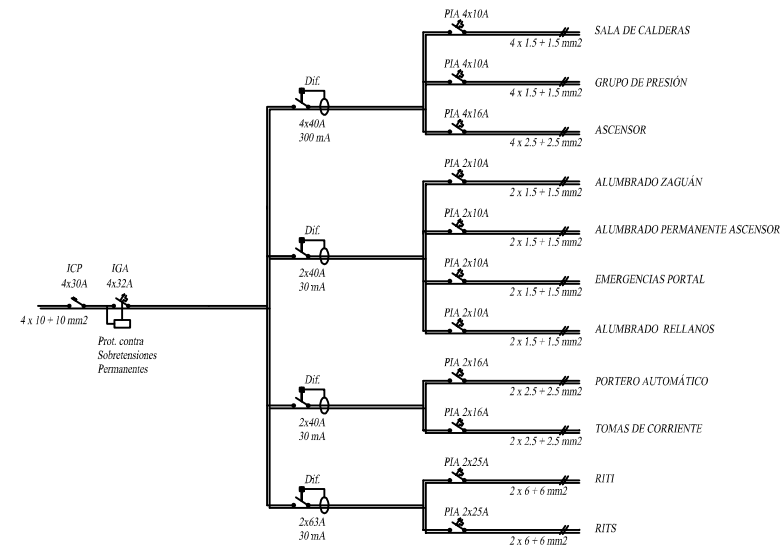 PIA 4x10A
4 x 1.5 + 1.5 mm2
SALA DE CALDERAS
PIA 4x10A
4 x 1.5 + 1.5 mm2
GRUPO DE PRESIÓN
Dif.
4x40A
300 mA
PIA 4x16A
4 x 2.5 + 2.5 mm2
ASCENSOR
PIA 2x10A
2 x 1.5 + 1.5 mm2
ALUMBRADO ZAGUÁN
PIA 2x10A
2 x 1.5 + 1.5 mm2
ALUMBRADO PERMANENTE ASCENSOR
Dif.
2x40A
30 mA
PIA 2x10A
2 x 1.5 + 1.5 mm2
EMERGENCIAS PORTAL
PIA 2x10A
2 x 1.5 + 1.5 mm2
ALUMBRADO RELLANOS
ICP
4x30A
IGA
4x32A
4 x 10 + 10 mm2
Prot. contra
Sobretensiones
Permanentes
PIA 2x16A
2 x 2.5 + 2.5 mm2
PORTERO AUTOMÁTICO
Dif.
2x40A
30 mA
PIA 2x16A
2 x 2.5 + 2.5 mm2
TOMAS DE CORRIENTE
PIA 2x25A
2 x 6 + 6 mm2
RITI
Dif.
2x63A
30 mA
PIA 2x25A
2 x 6 + 6 mm2
RITS